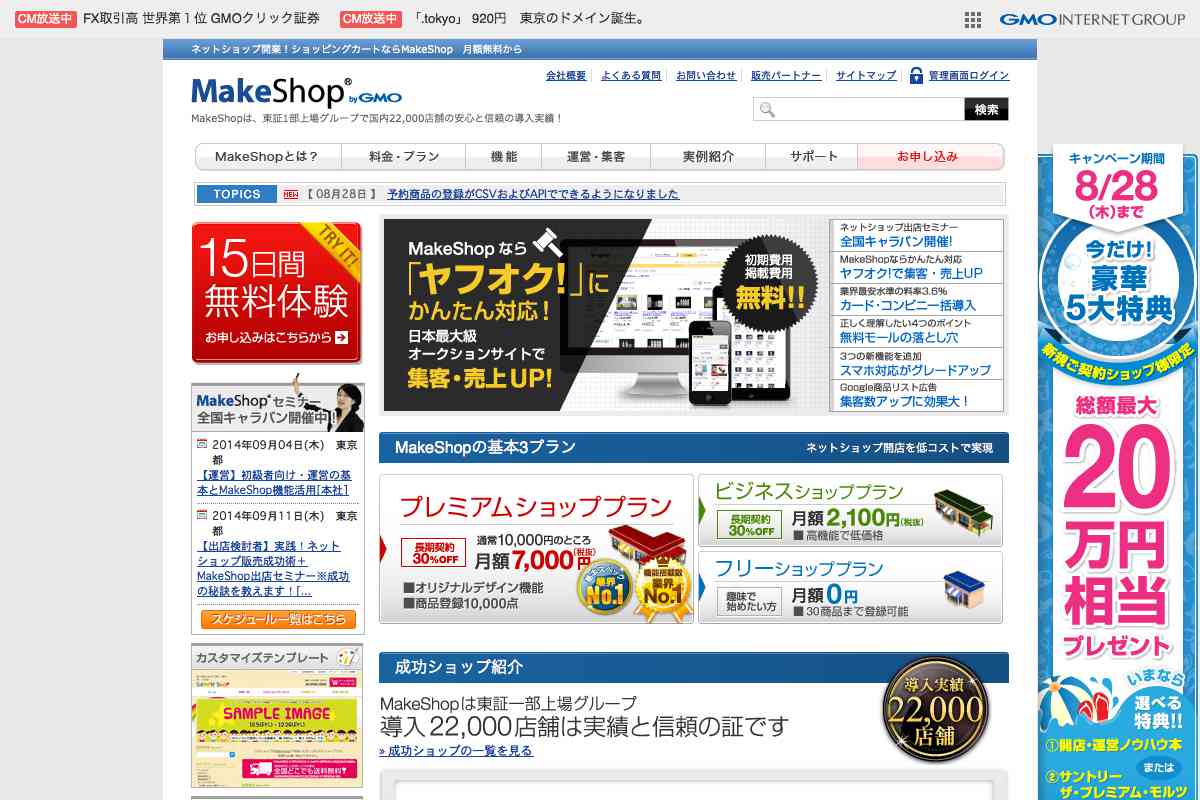 CM放送中 FX取引高 世界第１位 GMOクリック証券 CM放送中 「.tokyo」 920円 東京のドメイン誕生。
GMO INTERNET GROUP
ネットショップ開業！ショッピングカートならMakeShop 月額無料から
会社概要 よくある質問 お問い合わせ 販売パートナー サイトマップ 管理画面ログイン
MakeShop® byGMO
検索
MakeShopは、東証1部上場グループで国内22,000店舗の安心と信頼の導入実績！
MakeShopとは？ 料金・プラン 機能 運営・集客 実例紹介 サポート お申し込み
TOPICS NEW 【 08月28日 】 予約商品の登録がCSVおよびAPIでできるようになりました
15日間
無料体験
TRY IT!
お申し込みはこちらから
MakeShop なら
「ヤフオク!」に
かんたん対応！
日本最大級
オークションサイトで
集客・売上UP!
初期費用
掲載費用
無料!!
ネットショップ出店セミナー
全国キャラバン開催!
MakeShopならかんたん対応
ヤフオク!で集客・売上UP
業界最安水準の料率3.6%
カード・コンビニ一括導入
正しく理解したい4つのポイント
無料モールの落とし穴
3つの新機能を追加
スマホ対応がグレードアップ
Google商品リスト広告
集客数アップに効果大！
MakeShop®セミナー
全国キャラバン開催中！
2014年09月04日(木) 東京
都
【運営】初級者向け・運営の基
本とMakeShop機能活用[本社]
2014年09月11日(木) 東京
都
【出店検討者】実践！ネット
ショップ販売成功術＋
MakeShop出店セミナー※成功
の秘訣を教えます！[...
スケジュール一覧はこちら
カスタマイズテンプレート
SAMPLE IMAGE
全国どこでも送料無料!
MakeShopの基本3プラン ネットショップ開店を低コストで実現
プレミアムショッププラン
長期契約
30%OFF
通常10,000円のところ
月額7,000円(税抜)
■オリジナルデザイン機能
■商品登録10,000点
業界
No.1
機能搭載数
業界
No.1
ビジネスショッププラン
長期契約
30%OFF
月額2,100円(税抜)
■ 高機能で低価格
フリーショッププラン
趣味で
始めたい方
月額0円
■ 30商品まで登録可能
成功ショップ紹介
MakeShopは東証一部上場グループ
導入 22,000 店舗は実績と信頼の証です
» 成功ショップの一覧を見る
導入実績
22,000
店舗
キャンペーン期間
8/28
(木)まで
今だけ!
豪華
5大特典
新規ご契約ショップ様限定
総額最大
20
万円
相当
プレゼント
いまなら
選べる
特典!!
①開店・運営ノウハウ本
または
②サントリー
ザ・プレミアム・モルツ